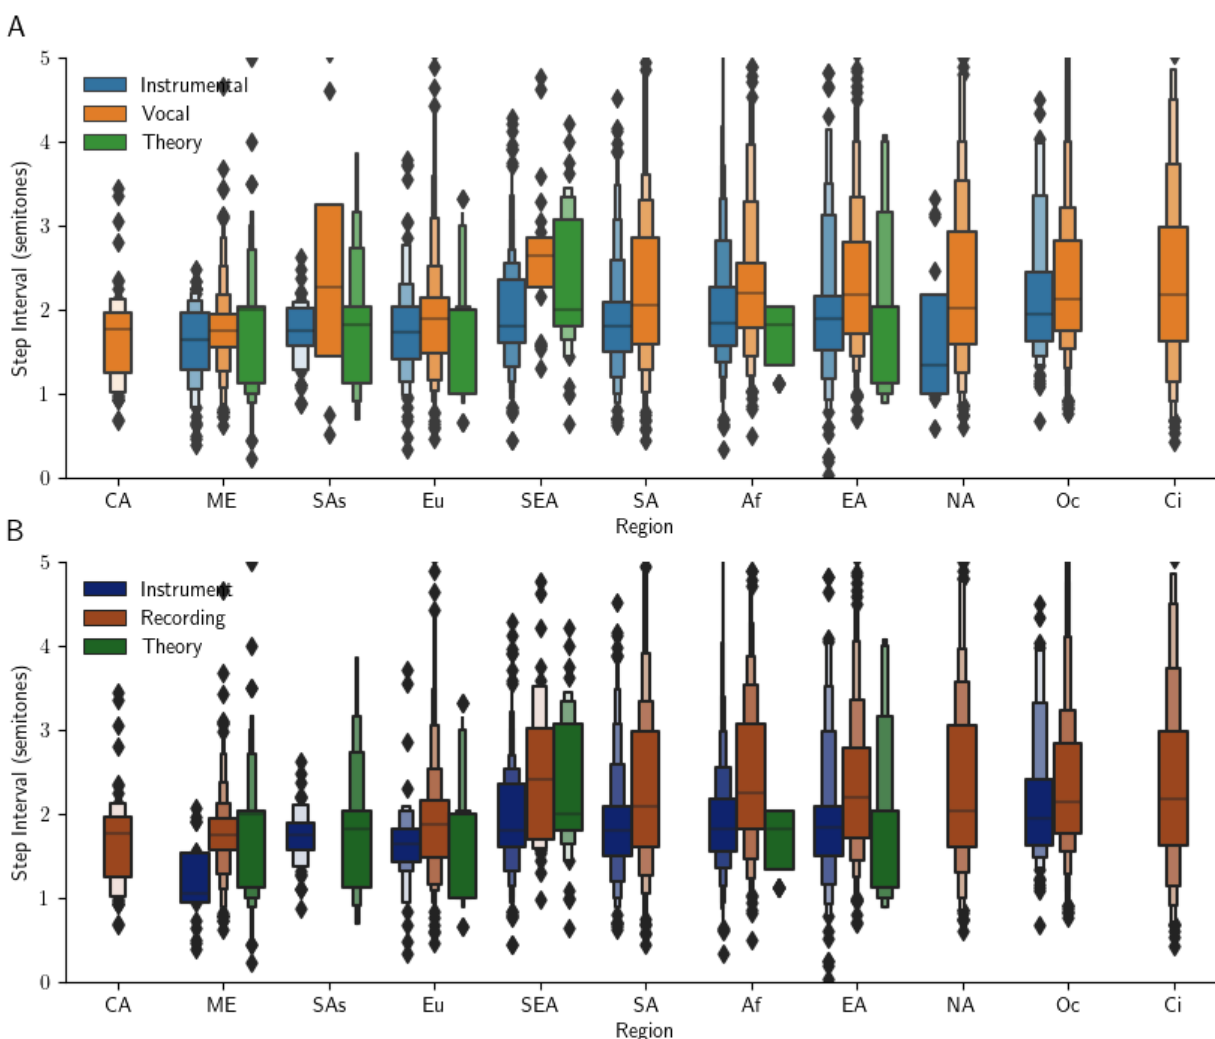 A
5
4
3
2
1
0
Step Interval (semitones)
Instrumental
Vocal
Theory
CA ME SAs Eu SEA SA Af EA NA Oc Ci
Region
B
5
4
3
2
1
0
Step Interval (semitones)
Instrument
Recording
Theory
CA ME SAs Eu SEA SA Af EA NA Oc Ci
Region